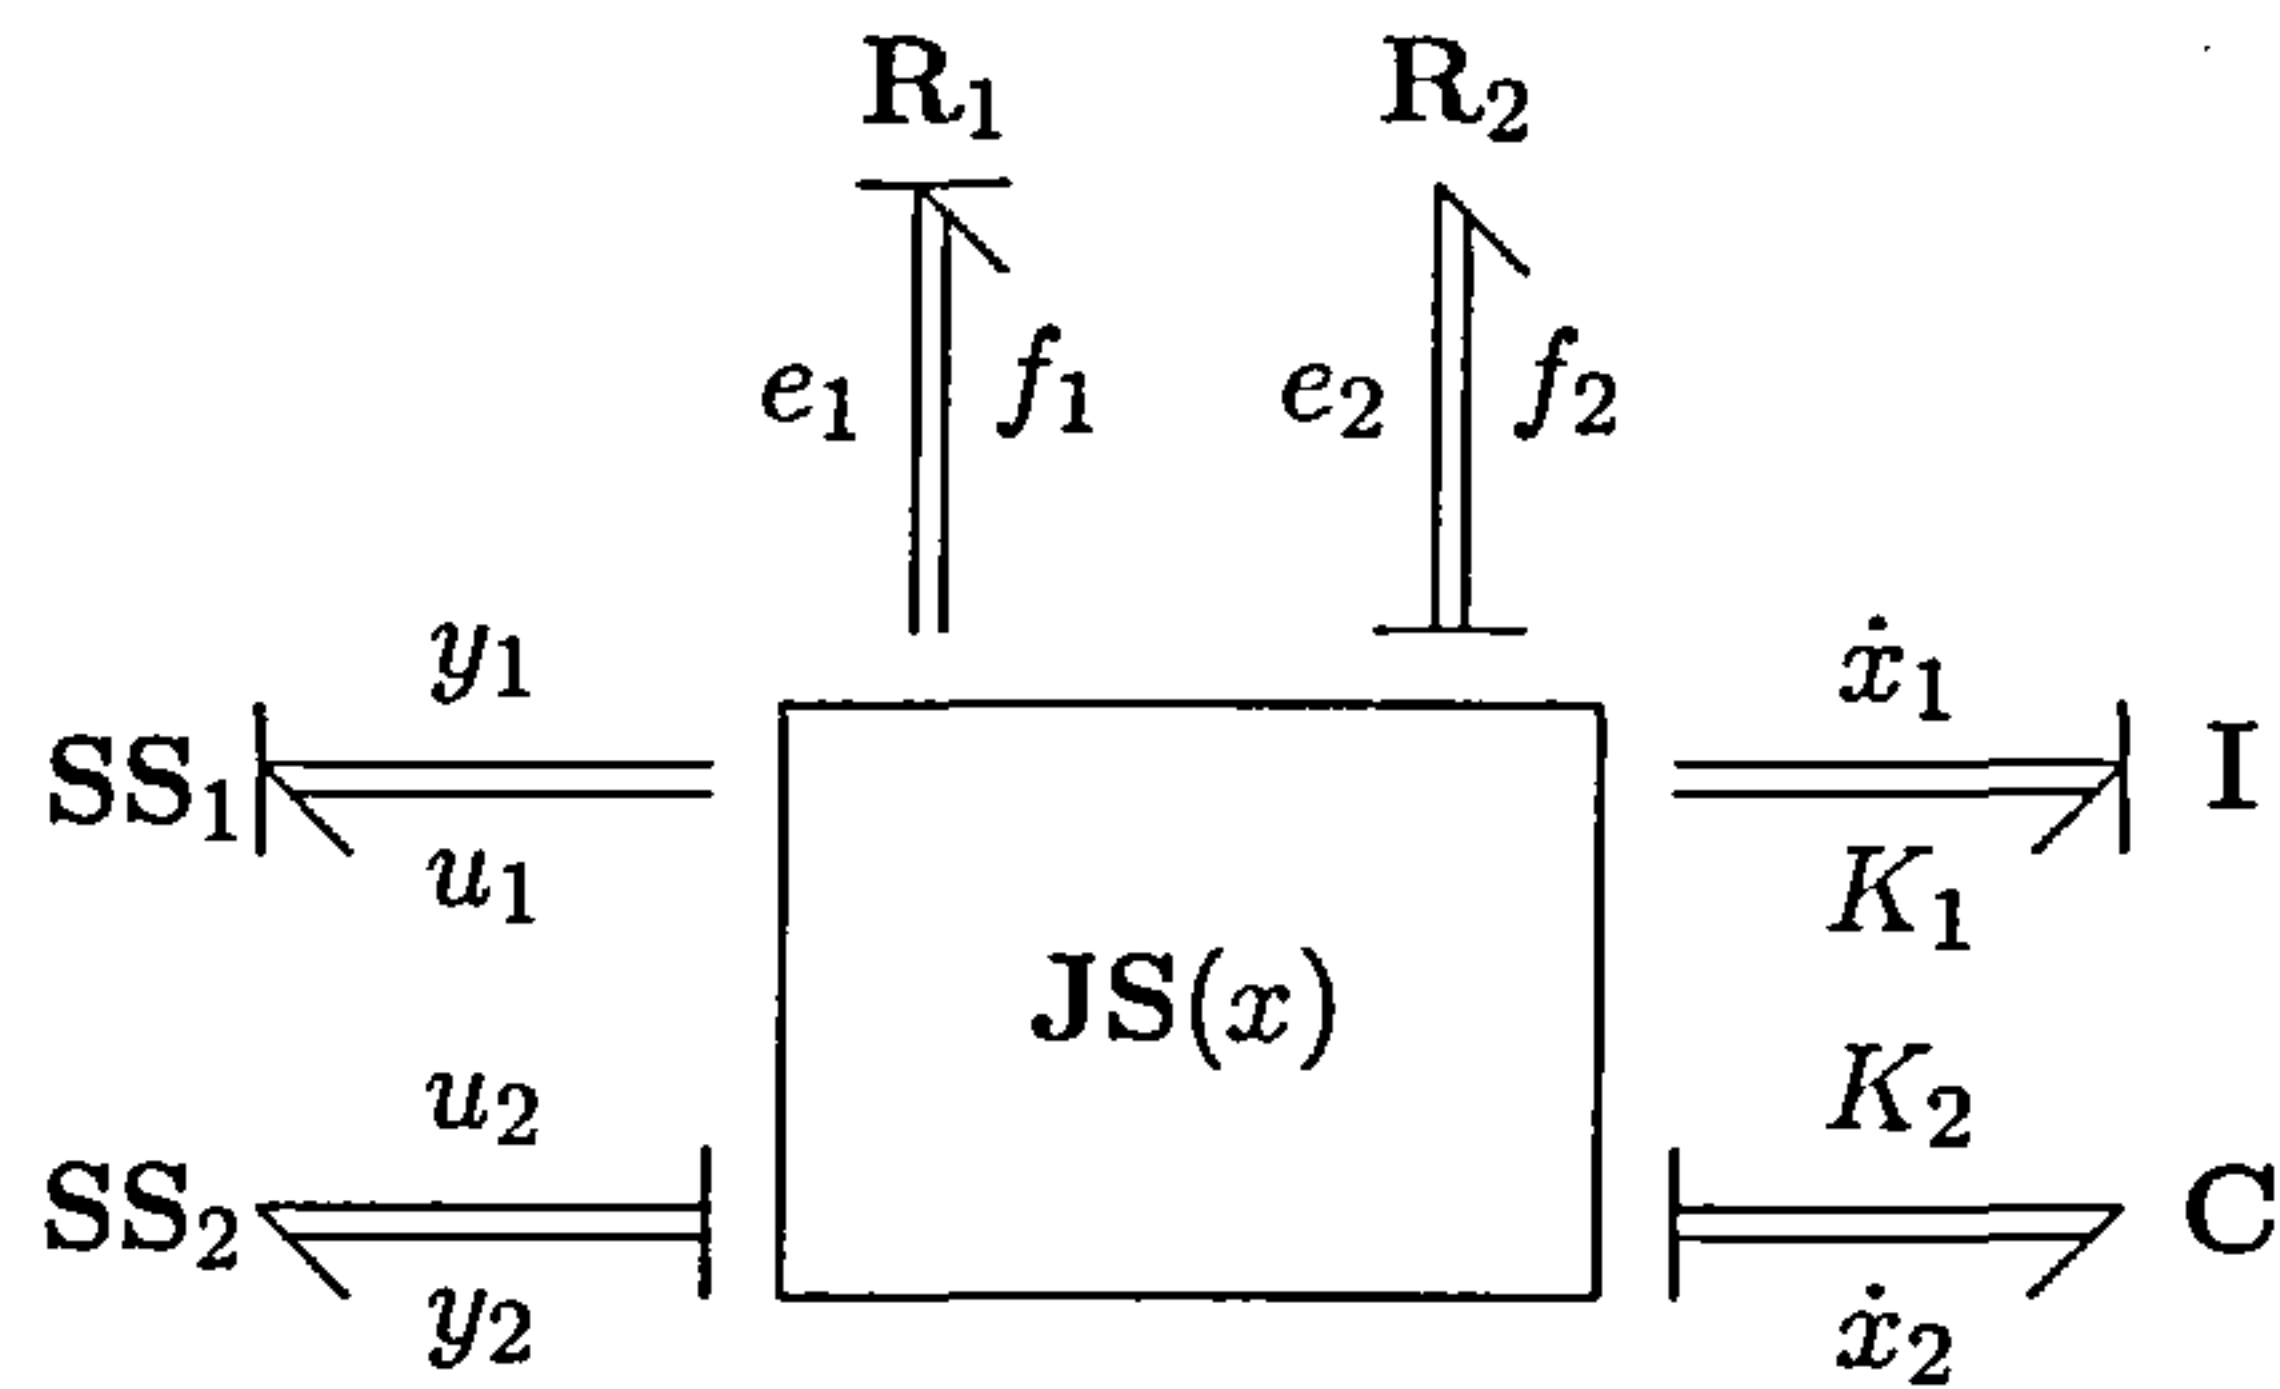 R₁ R₂
e₁ f₁ e₂ f₂
y₁ ẋ₁
SS₁ I
u₁ K₁
JS(x)
u₂ K₂
SS₂ C
y₂ ẋ₂